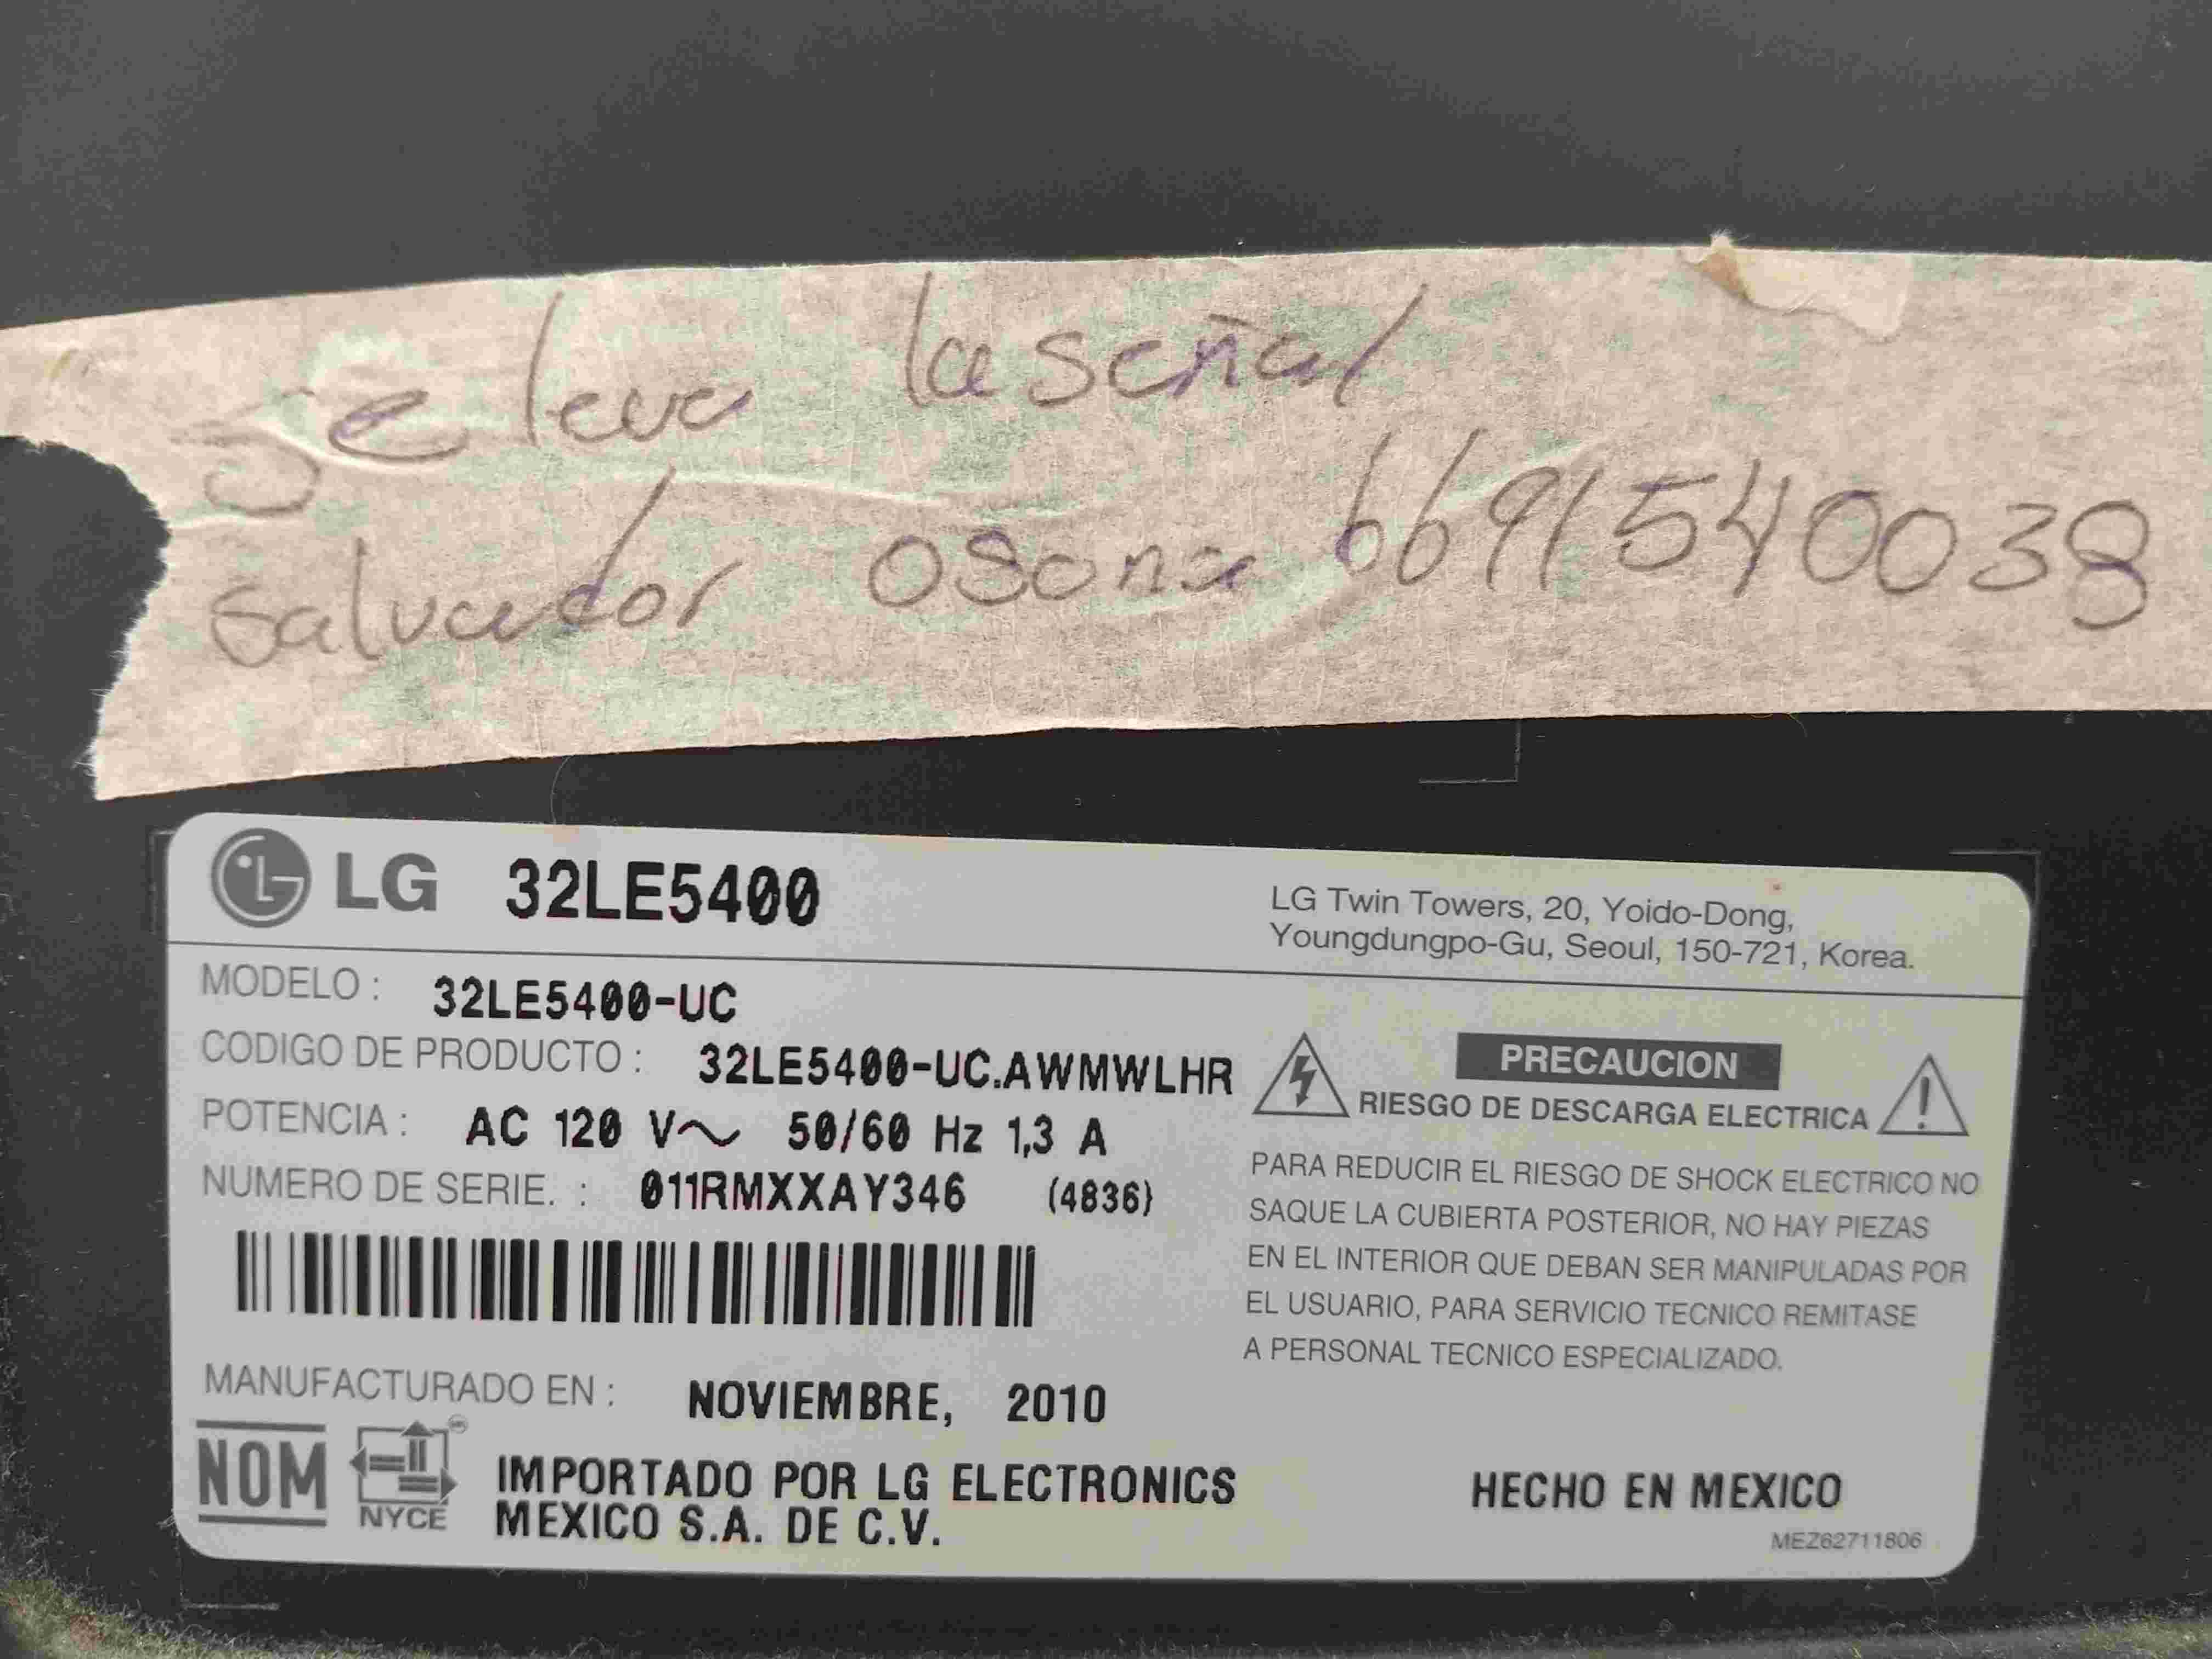 se leva la señal
salvador osuna 6691540038
LG 32LE5400
LG Twin Towers, 20, Yoido-Dong,
Youngdungpo-Gu, Seoul, 150-721, Korea.
MODELO : 32LE5400-UC
CODIGO DE PRODUCTO : 32LE5400-UC.AWMWLHR
POTENCIA : AC 120 V~ 50/60 Hz 1,3 A
NUMERO DE SERIE. : 011RMXXAY346 (4836)
MANUFACTURADO EN : NOVIEMBRE, 2010
NOM
NYCE
IMPORTADO POR LG ELECTRONICS
MEXICO S.A. DE C.V.
PRECAUCION
RIESGO DE DESCARGA ELECTRICA
PARA REDUCIR EL RIESGO DE SHOCK ELECTRICO NO
SAQUE LA CUBIERTA POSTERIOR, NO HAY PIEZAS
EN EL INTERIOR QUE DEBAN SER MANIPULADAS POR
EL USUARIO, PARA SERVICIO TECNICO REMITASE
A PERSONAL TECNICO ESPECIALIZADO.
HECHO EN MEXICO
MEZ62711806